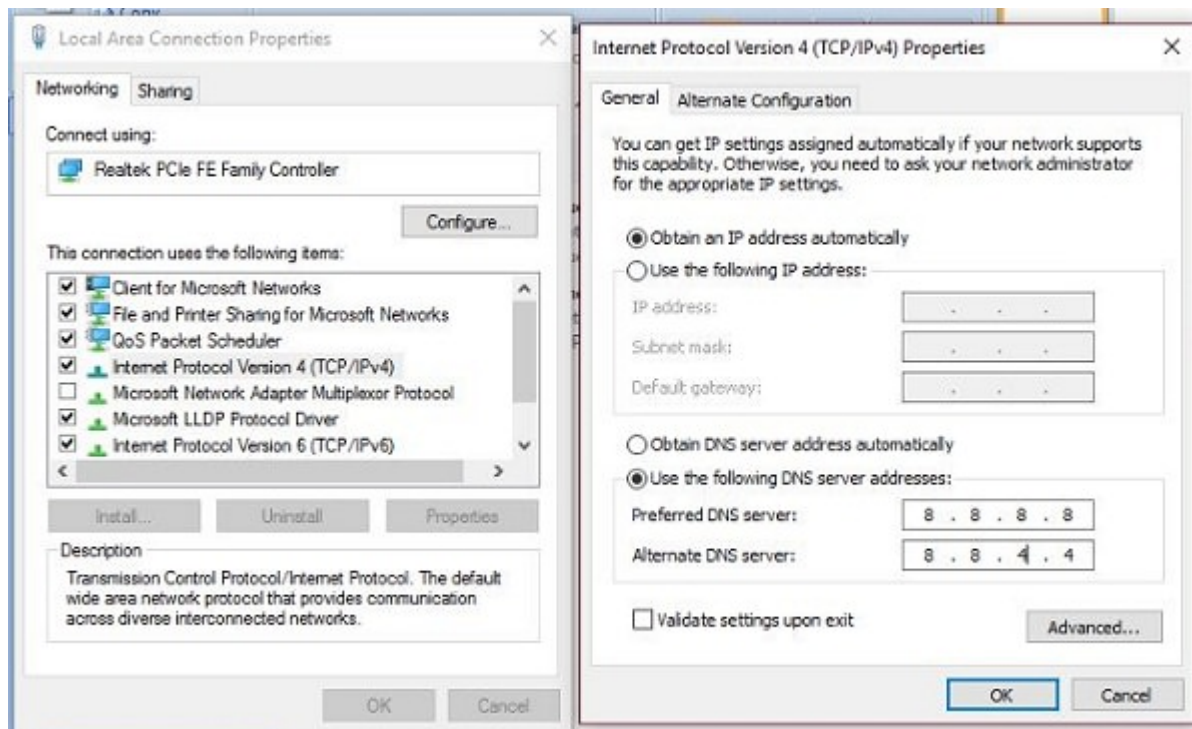 Local Area Connection Properties
Networking
Sharing
Connect using:
Realtek PCIe FE Family Controller
Configure...
This connection uses the following items:
Client for Microsoft Networks
File and Printer Sharing for Microsoft Networks
QoS Packet Scheduler
Internet Protocol Version 4 (TCP/IPv4)
Microsoft Network Adapter Multiplexor Protocol
Microsoft LLDP Protocol Driver
Internet Protocol Version 6 (TCP/IPv6)
Install...
Uninstall
Properties
Description
Transmission Control Protocol/Internet Protocol. The default
wide area network protocol that provides communication
across diverse interconnected networks.
OK
Cancel
Internet Protocol Version 4 (TCP/IPv4) Properties
General
Alternate Configuration
You can get IP settings assigned automatically if your network supports
this capability. Otherwise, you need to ask your network administrator
for the appropriate IP settings.
Obtain an IP address automatically
Use the following IP address:
IP address:
Subnet mask:
Default gateway:
Obtain DNS server address automatically
Use the following DNS server addresses:
Preferred DNS server: 8 . 8 . 8 . 8
Alternate DNS server: 8 . 8 . 4 . 4
Validate settings upon exit
Advanced...
OK
Cancel